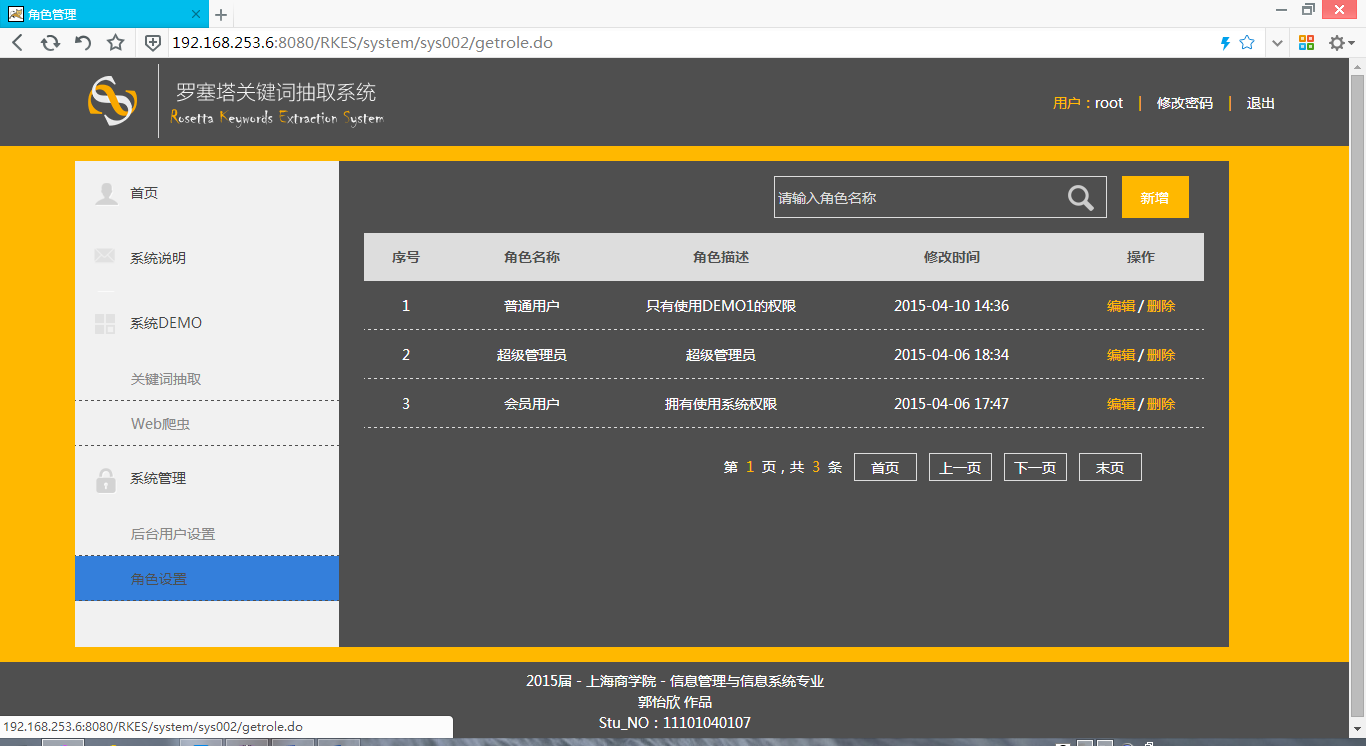 角色管理
192.168.253.6:8080/RKES/system/sys002/getrole.do
罗塞塔关键词抽取系统
Rosetta Keywords Extraction System
用户：root | 修改密码 | 退出
首页
系统说明
系统DEMO
关键词抽取
Web爬虫
系统管理
后台用户设置
角色设置
请输入角色名称
新增
序号 角色名称 角色描述 修改时间 操作
1 普通用户 只有使用DEMO1的权限 2015-04-10 14:36 编辑/删除
2 超级管理员 超级管理员 2015-04-06 18:34 编辑/删除
3 会员用户 拥有使用系统权限 2015-04-06 17:47 编辑/删除
第 1 页，共 3 条 首页 上一页 下一页 末页
2015届 - 上海商学院 - 信息管理与信息系统专业
郭怡欣 作品
Stu_NO：11101040107
192.168.253.6:8080/RKES/system/sys002/getrole.do